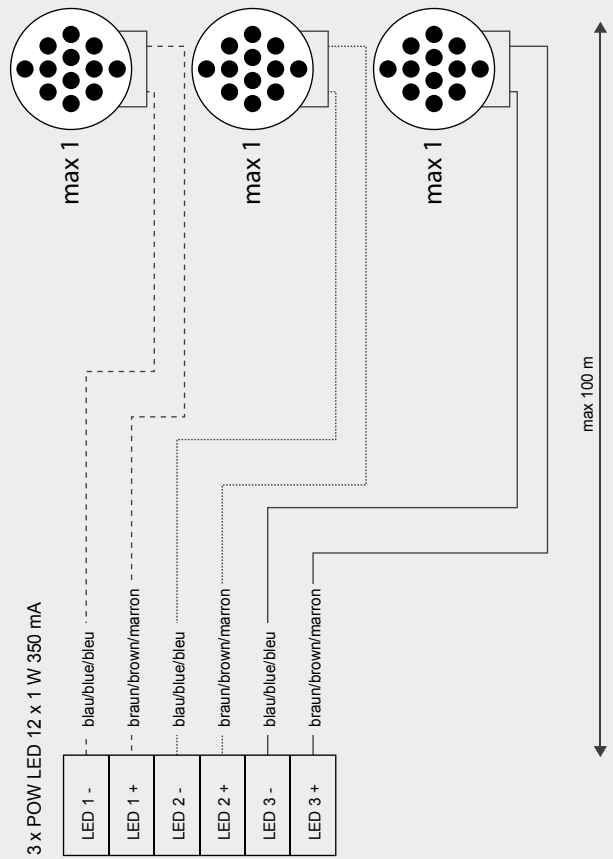 3 x POW LED 12 x 1 W 350 mA
LED 1 -
blau/blue/bleu
LED 1 +
braun/brown/marron
LED 2 -
blau/blue/bleu
LED 2 +
braun/brown/marron
LED 3 -
blau/blue/bleu
LED 3 +
braun/brown/marron
max 1
max 1
max 1
max 100 m